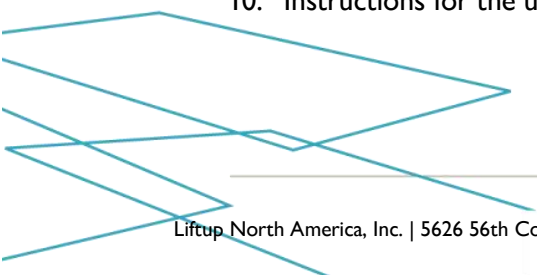 10. Instructions for the u
Liftup North America, Inc. | 5626 56th Co